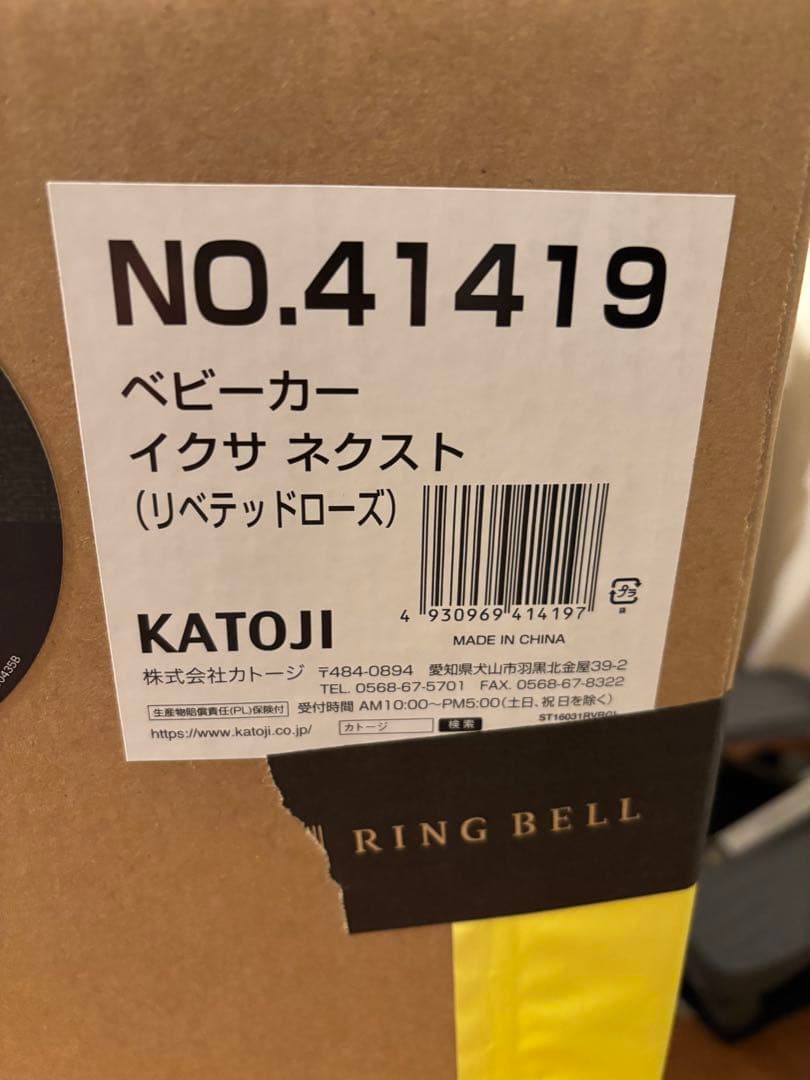 NO.41419
ベビーカー
イクサ ネクスト
(リベテッドローズ)
4 930969 414197
プラ
袋
MADE IN CHINA
KATOJI
株式会社カトージ 〒484-0894 愛知県犬山市羽黒北金屋39-2
TEL. 0568-67-5701 FAX. 0568-67-8322
生産物賠償責任(PL)保険付 受付時間 AM10:00〜PM5:00(土日、祝日を除く)
https://www.katoji.co.jp/ カトージ 検索
RING BELL